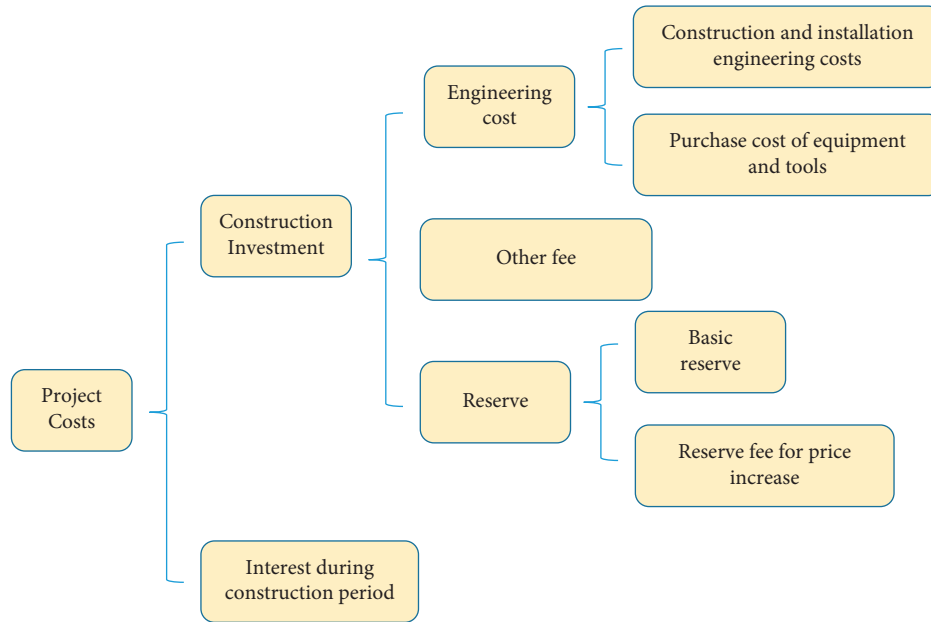 Construction and installation
engineering costs
Engineering
cost
Purchase cost of equipment
and tools
Construction
Investment
Other fee
Basic
reserve
Project
Costs
Reserve
Reserve fee for price
increase
Interest during
construction period